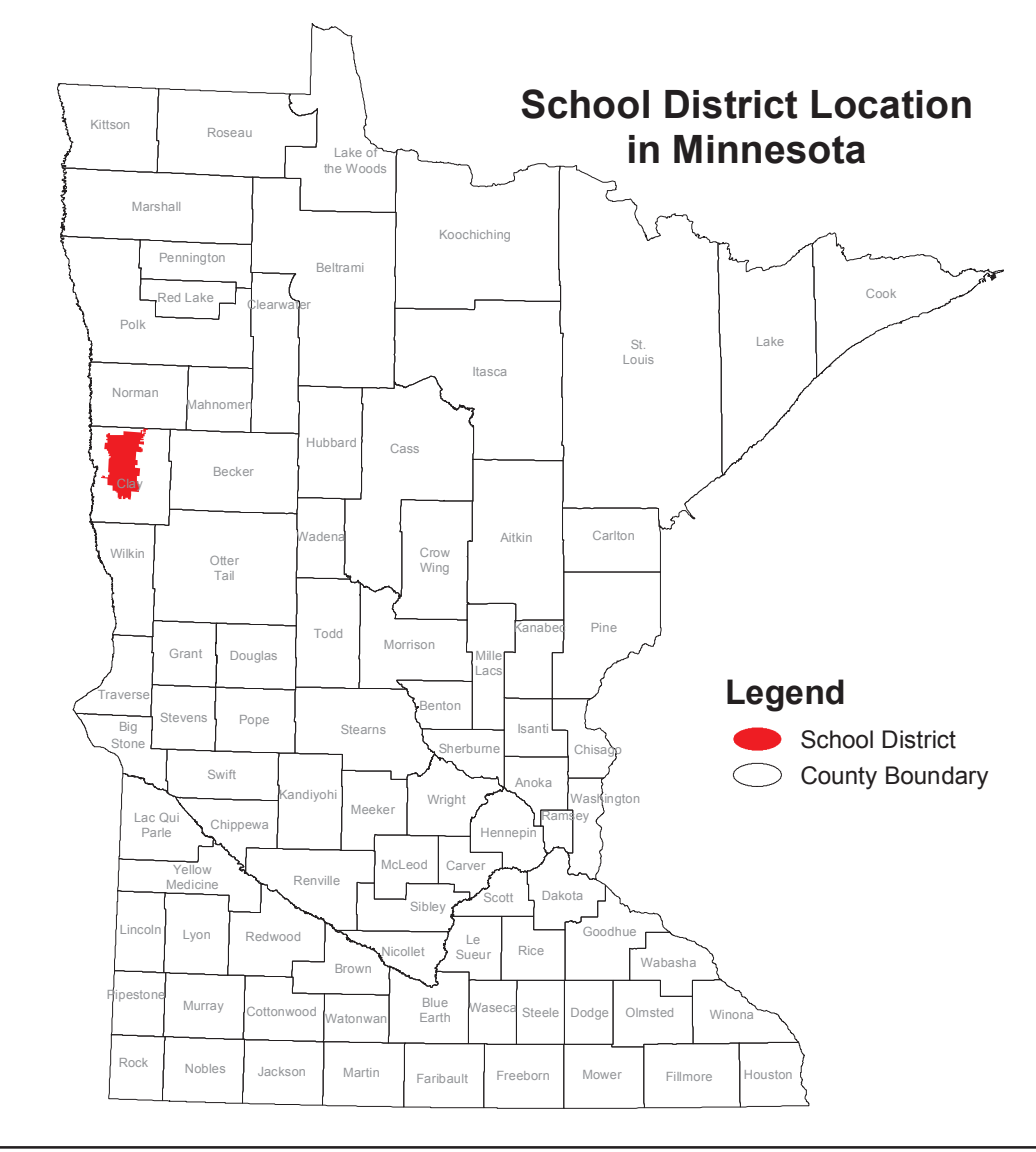 School District Location
in Minnesota
Kittson
Roseau
Lake of
the Woods
Marshall
Koochiching
Pennington
Beltrami
Red Lake
Clearwater
Cook
Polk
St.
Louis
Lake
Itasca
Norman
Mahnomen
Hubbard
Cass
Becker
Clay
Wadena
Aitkin
Carlton
Wilkin
Otter
Tail
Crow
Wing
Todd
Morrison
Kanabec
Pine
Grant
Douglas
Mille
Lacs
Traverse
Benton
Stevens
Pope
Stearns
Isanti
Big
Stone
Sherburne
Chisago
Legend
School District
County Boundary
Swift
Kandiyohi
Anoka
Meeker
Wright
Washington
Ramsey
Lac Qui
Parle
Chippewa
Hennepin
McLeod
Carver
Yellow
Medicine
Renville
Scott
Dakota
Sibley
Lincoln
Lyon
Redwood
Goodhue
Nicollet
Le
Sueur
Rice
Brown
Wabasha
Pipestone
Murray
Cottonwood
Watonwan
Blue
Earth
Waseca
Steele
Dodge
Olmsted
Winona
Rock
Nobles
Jackson
Martin
Faribault
Freeborn
Mower
Fillmore
Houston